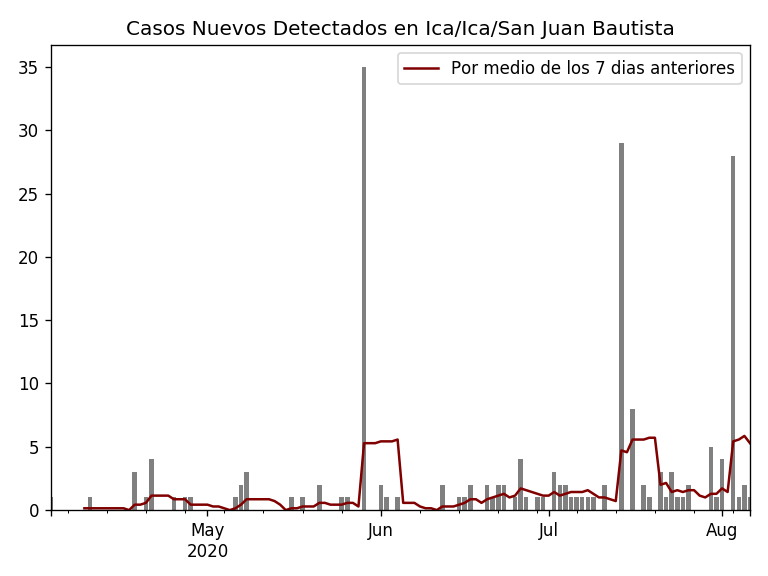 Casos Nuevos Detectados en Ica/Ica/San Juan Bautista
Por medio de los 7 dias anteriores
35
30
25
20
15
10
5
0
May
2020
Jun
Jul
Aug